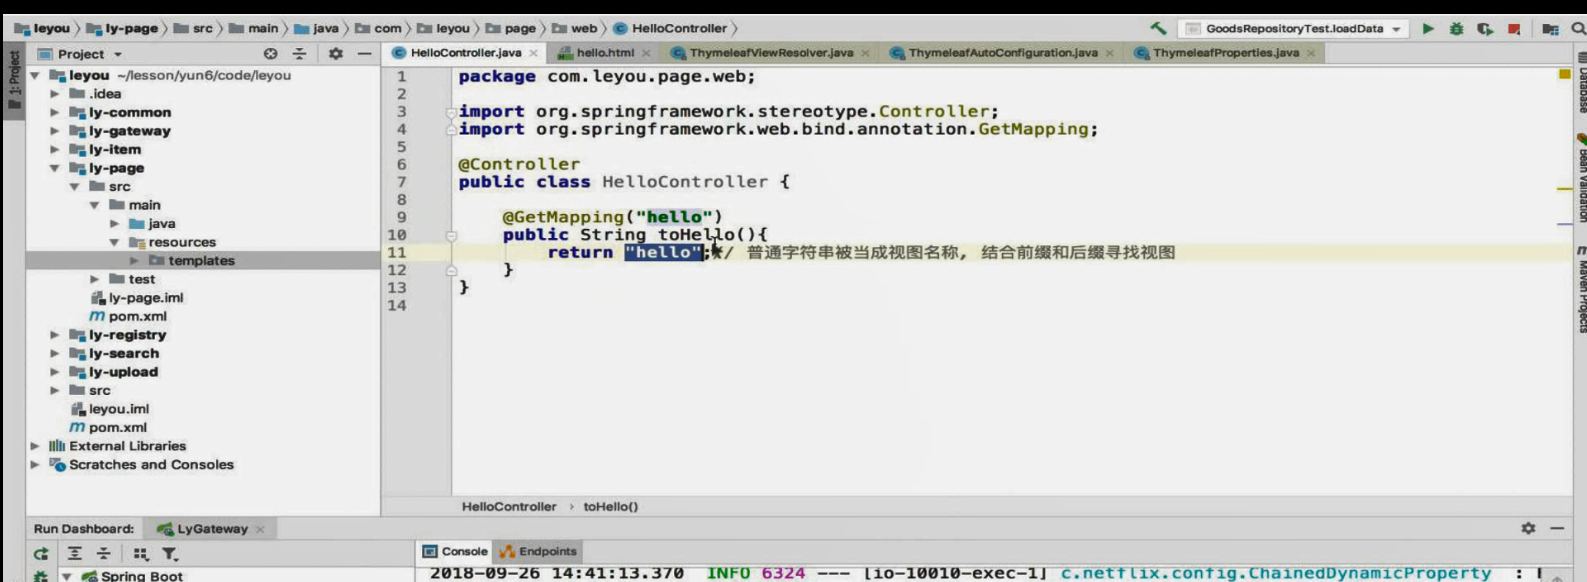 leyou ly-page src main java com leyou page web HelloController GoodsRepositoryTest.loadData
Project HelloController.java hello.html ThymeleafViewResolver.java ThymeleafAutoConfiguration.java ThymeleafProperties.java
1: Project
leyou ~/lesson/yun6/code/leyou
.idea
ly-common
ly-gateway
ly-item
ly-page
src
main
java
resources
templates
test
ly-page.iml
pom.xml
ly-registry
ly-search
ly-upload
src
leyou.iml
pom.xml
External Libraries
Scratches and Consoles
1 package com.leyou.page.web;
2
3 import org.springframework.stereotype.Controller;
4 import org.springframework.web.bind.annotation.GetMapping;
5
6 @Controller
7 public class HelloController {
8
9 @GetMapping("hello")
10 public String toHello(){
11 return "hello";// 普通字符串被当成视图名称, 结合前缀和后缀寻找视图
12 }
13 }
14
Database
Bean Validation
Maven Projects
HelloController › toHello()
Run Dashboard: LyGateway
Console Endpoints
Spring Boot
2018-09-26 14:41:13.370 INFO 6324 --- [io-10010-exec-1] c.netflix.config.ChainedDynamicProperty :